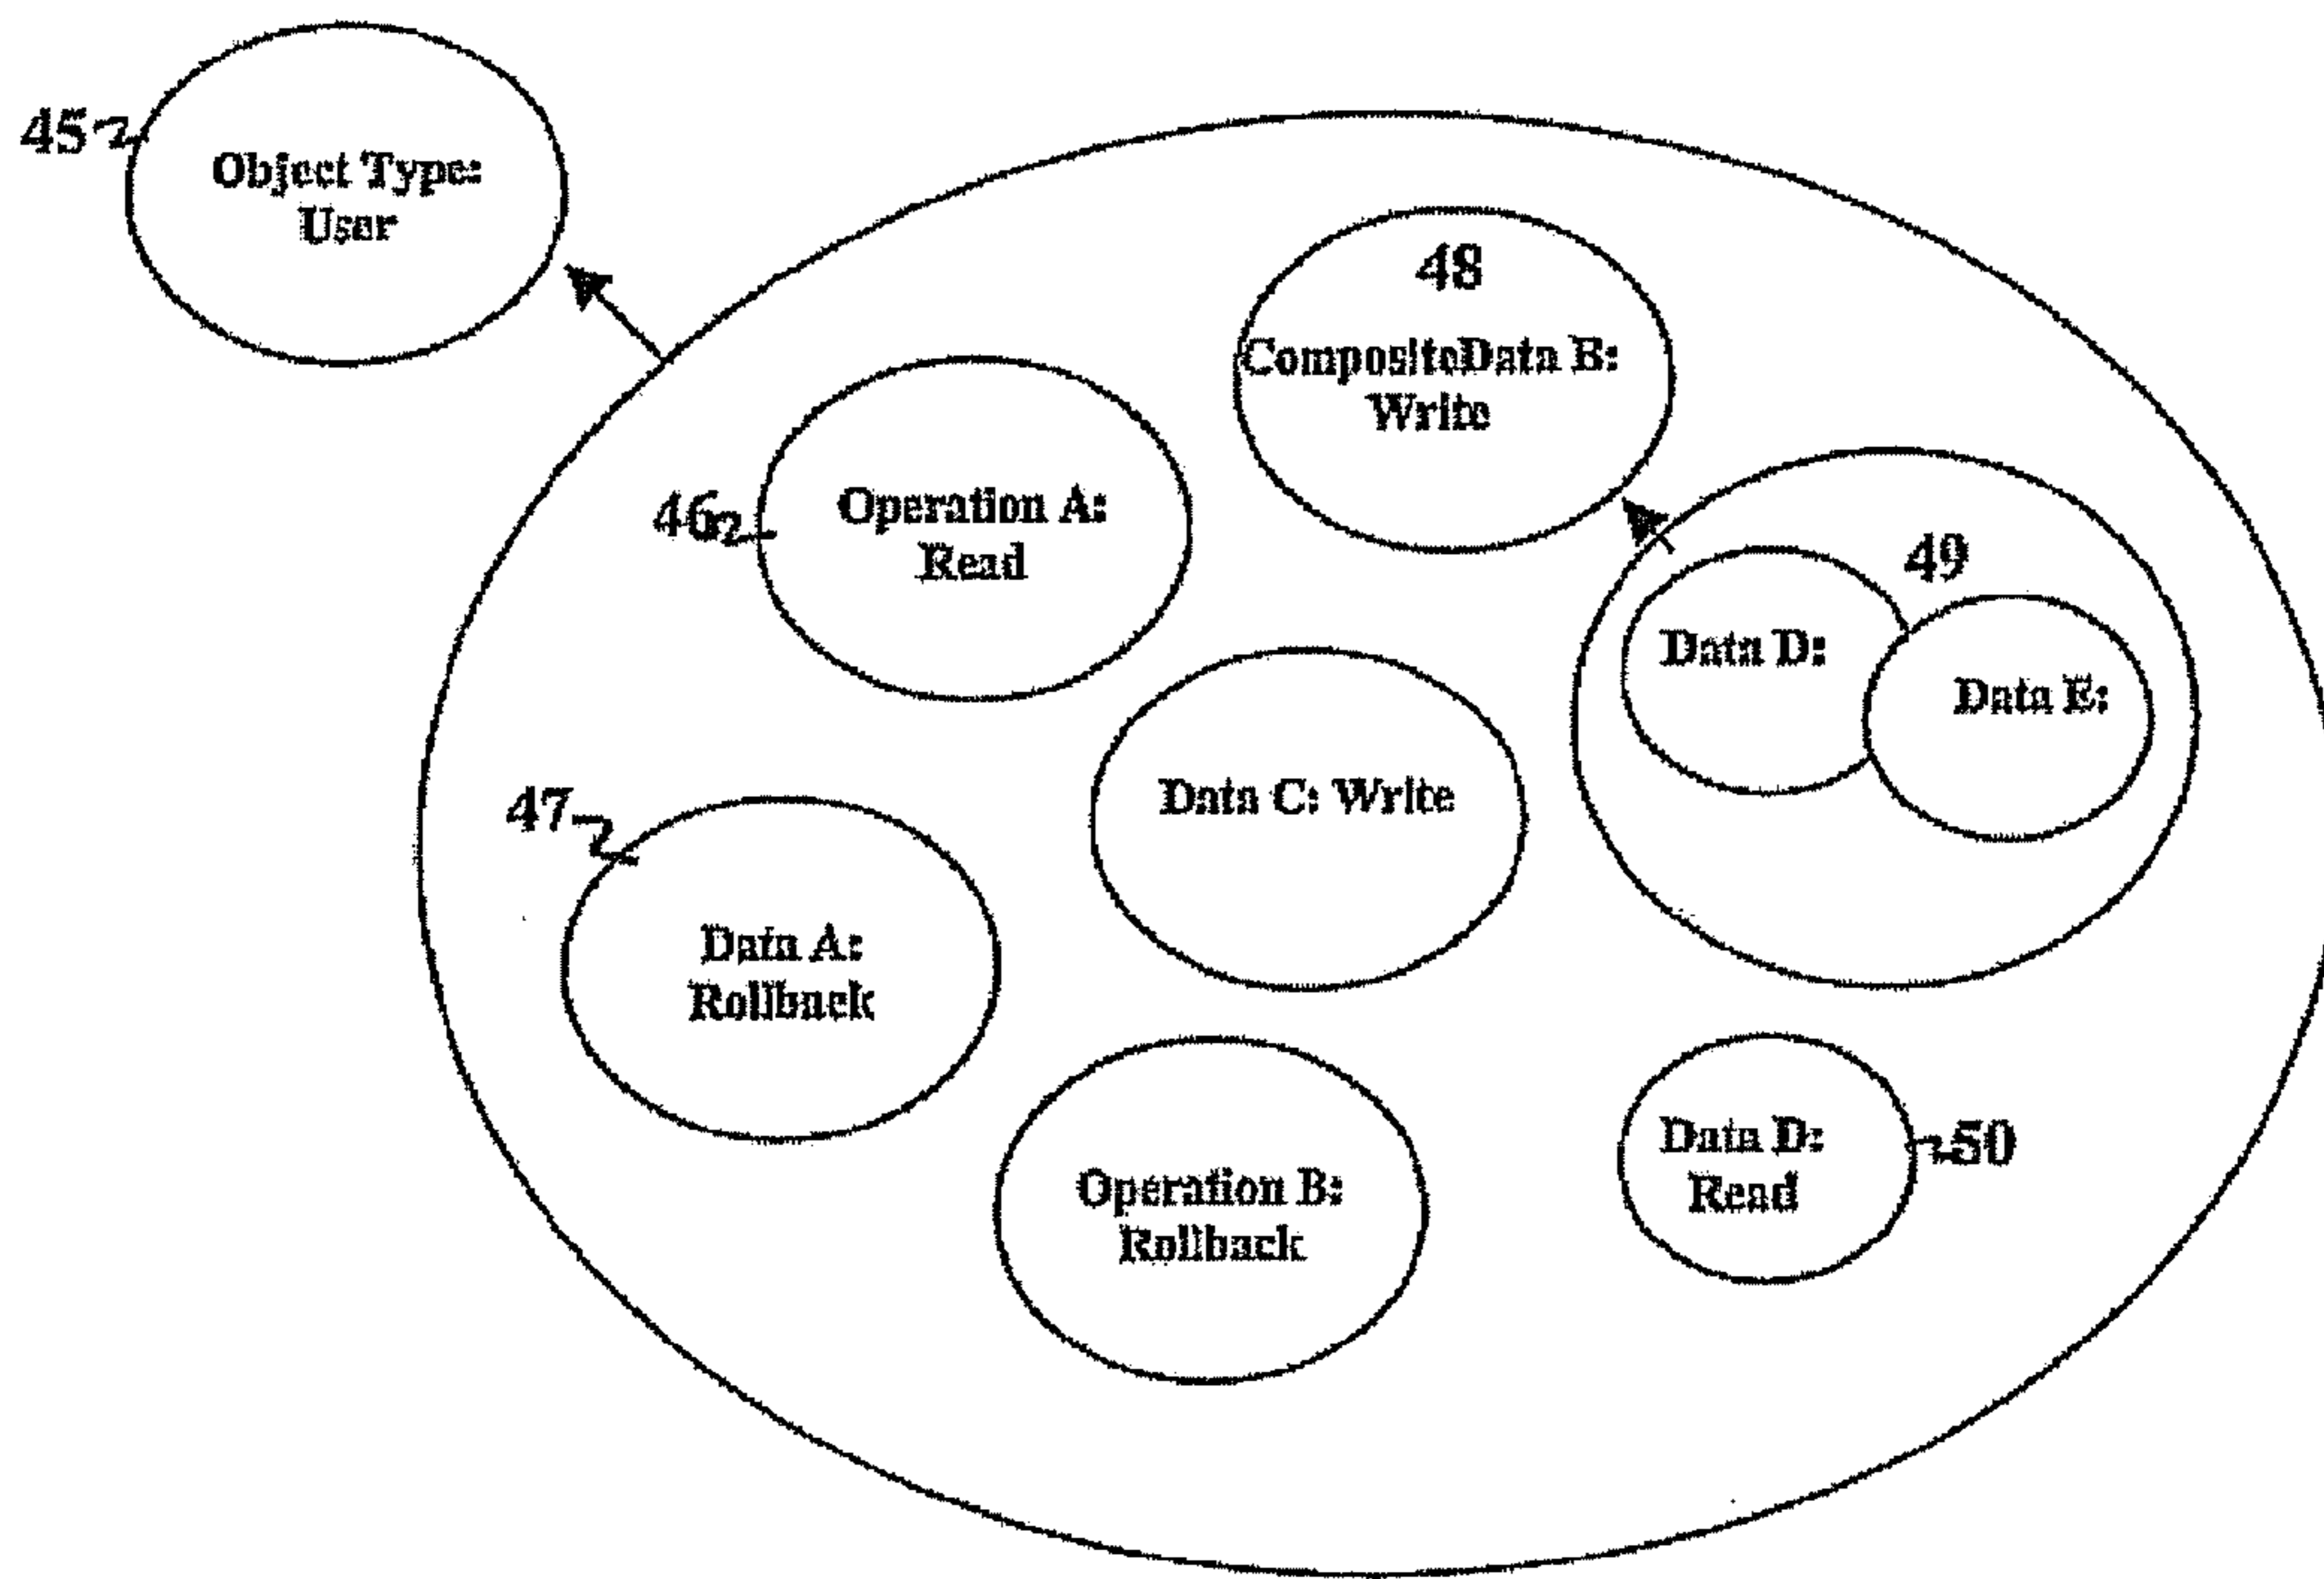 45
Object Type:
User
48
CompositeData B:
Write
46
Operation A:
Read
49
Data D:
Data E:
47
Data C: Write
Data A:
Rollback
Data D:
Read
50
Operation B:
Rollback